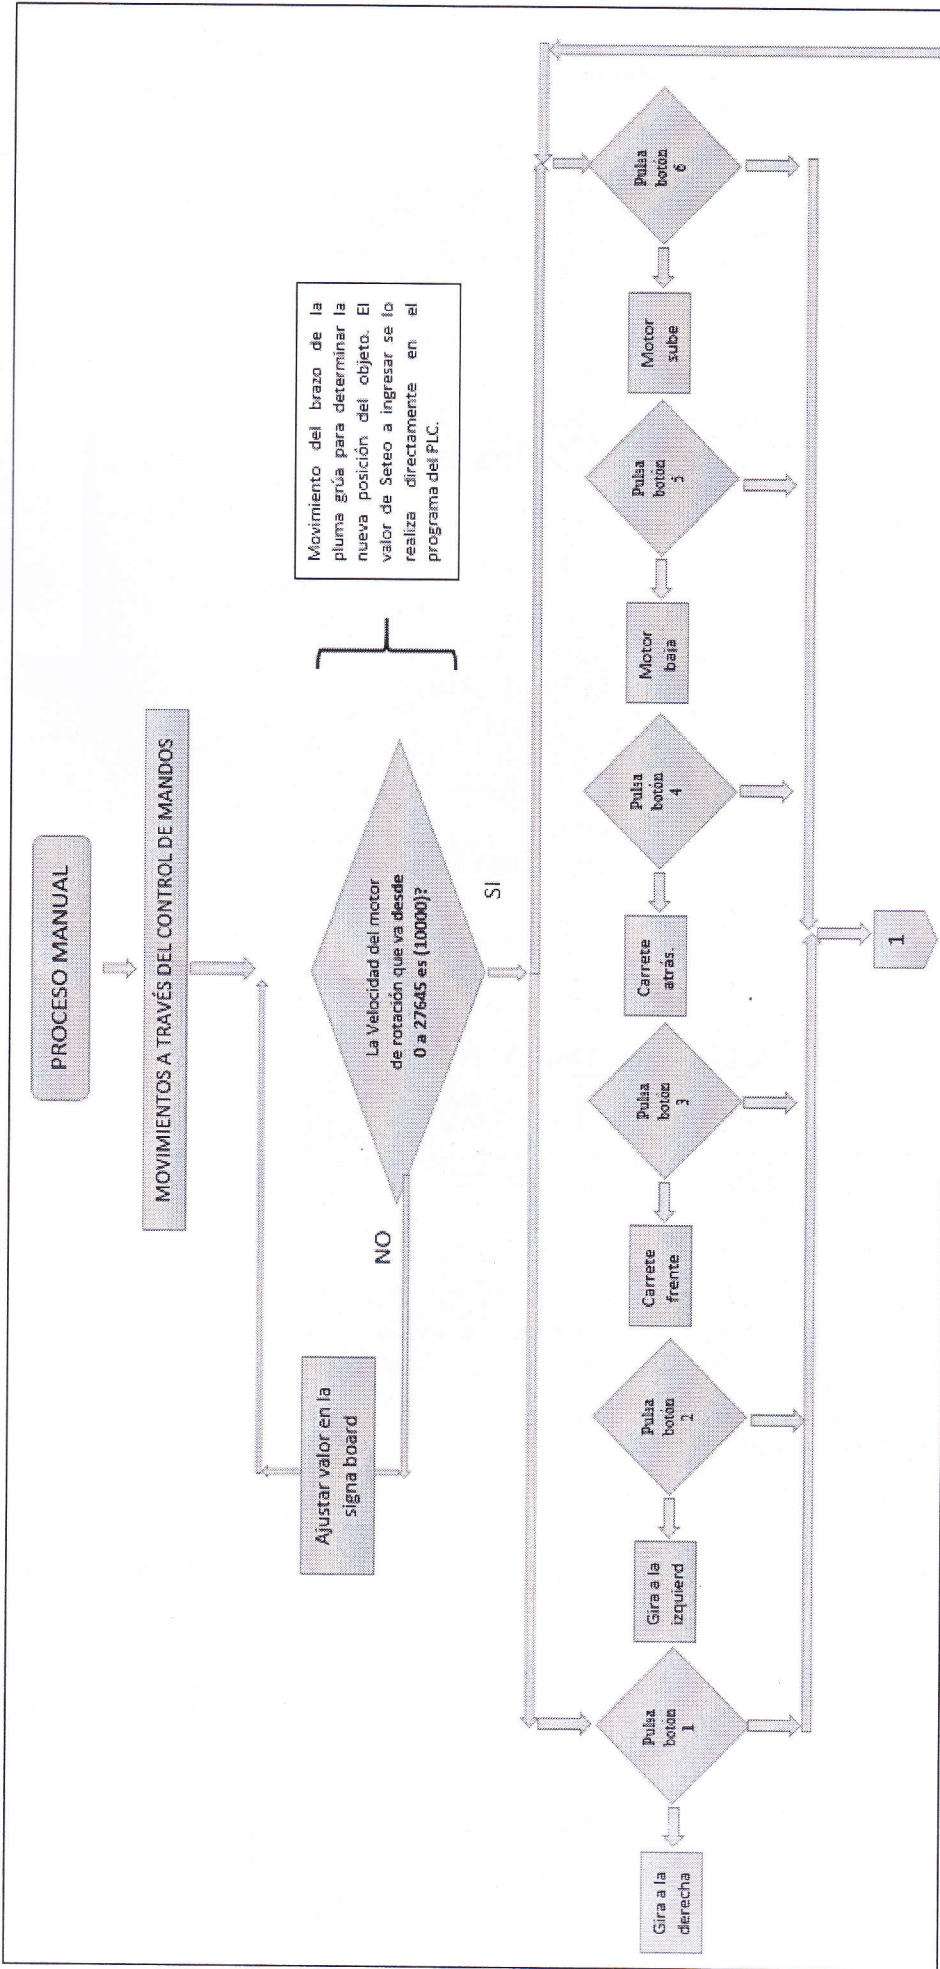 PROCESO MANUAL
MOVIMIENTOS A TRAVÉS DEL CONTROL DE MANDOS
Ajustar valor en la
signa board
NO
La Velocidad del motor
de rotación que va desde
0 a 27645 es (10000)?
SI
Movimiento del brazo de la
pluma grúa para determinar la
nueva posición del objeto. El
valor de Seteo a ingresar se lo
realiza directamente en el
programa del PLC.
Gira a la
derecha
Pulsa
botón
1
Gira a la
izquierd
Pulsa
botón
2
Carrete
frente
Pulsa
botón
3
Carrete
atrás.
Pulsa
botón
4
Motor
baja
Pulsa
botón
5
Motor
sube
Pulsa
botón
6
1